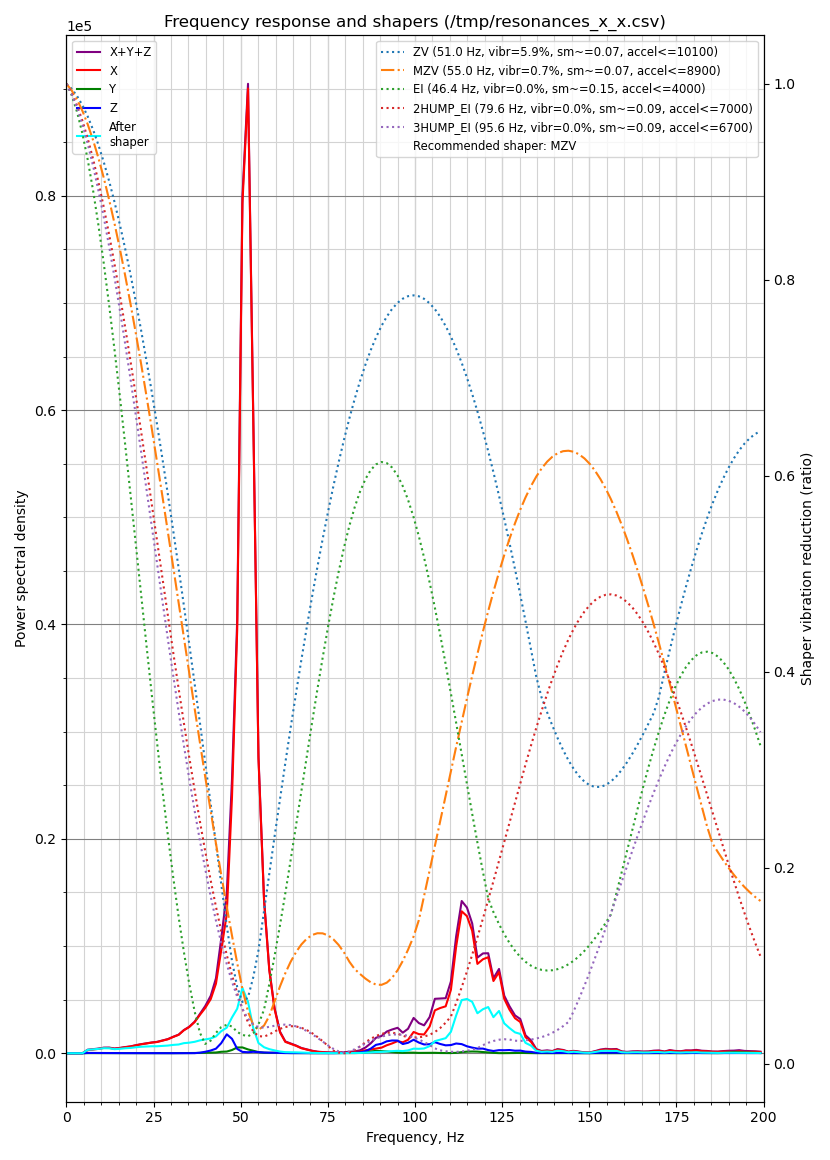 Frequency response and shapers (/tmp/resonances_x_x.csv)
1e5
X+Y+Z
X
Y
Z
After
shaper
ZV (51.0 Hz, vibr=5.9%, sm~=0.07, accel<=10100)
MZV (55.0 Hz, vibr=0.7%, sm~=0.07, accel<=8900)
EI (46.4 Hz, vibr=0.0%, sm~=0.15, accel<=4000)
2HUMP_EI (79.6 Hz, vibr=0.0%, sm~=0.09, accel<=7000)
3HUMP_EI (95.6 Hz, vibr=0.0%, sm~=0.09, accel<=6700)
Recommended shaper: MZV
Power spectral density
0.8
0.6
0.4
0.2
0.0
1.0
0.8
0.6
0.4
0.2
0.0
Shaper vibration reduction (ratio)
0 25 50 75 100 125 150 175 200
Frequency, Hz